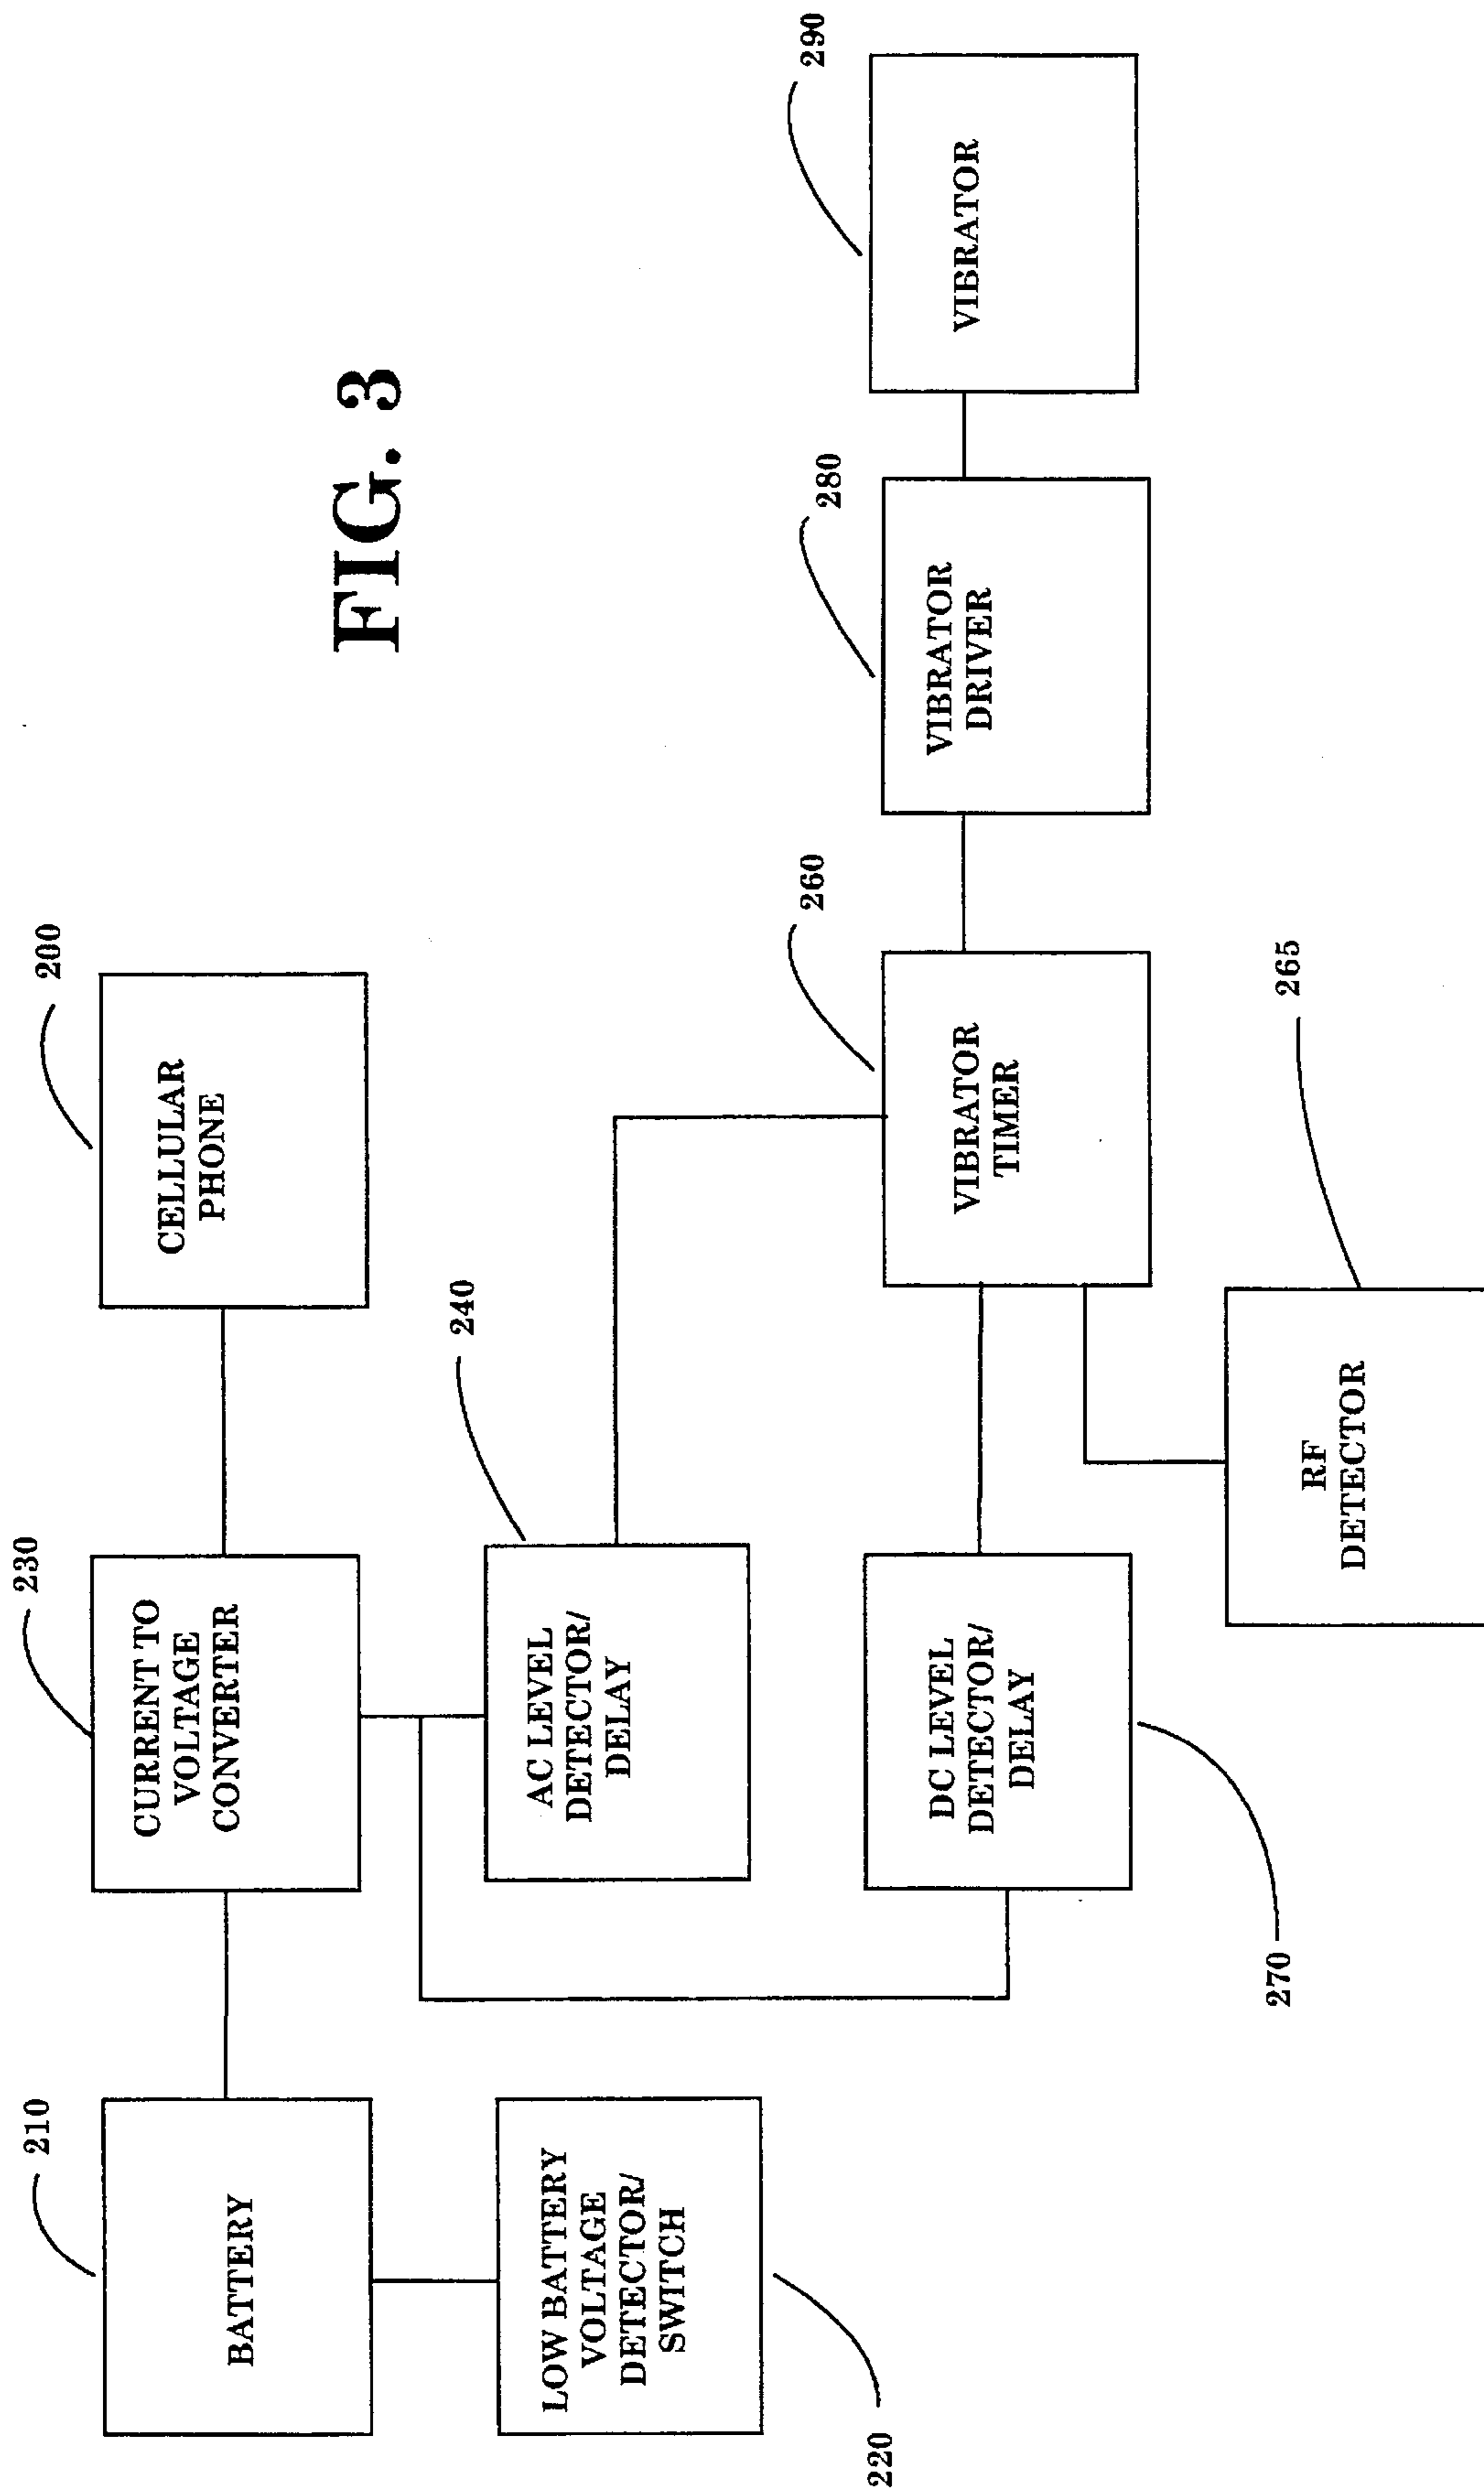 FIG. 3
210
BATTERY
230
CURRENT TO
VOLTAGE
CONVERTER
200
CELLULAR
PHONE
LOW BATTERY
VOLTAGE
DETECTOR/
SWITCH
220
240
AC LEVEL
DETECTOR/
DELAY
DC LEVEL
DETECTOR/
DELAY
270
260
VIBRATOR
TIMER
280
VIBRATOR
DRIVER
290
VIBRATOR
265
RF
DETECTOR